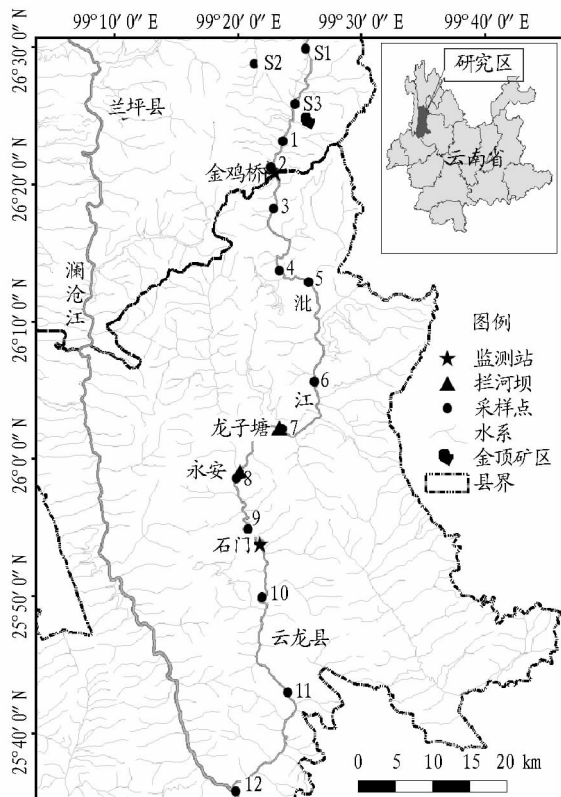 99°10′0″ E 99°20′0″ E 99°30′0″ E 99°40′0″ E
26°30′0″ N
26°20′0″ N
26°10′0″ N
26°0′0″ N
25°50′0″ N
25°40′0″ N
研究区
云南省
兰坪县
S1
S2
S3
1
金鸡桥
2
3
澜
沧
江
4
5
沘
6
江
龙子塘
7
永安
8
9
石门
10
云龙县
11
12
图例
监测站
拦河坝
采样点
水系
金顶矿区
县界
0 5 10 15 20 km